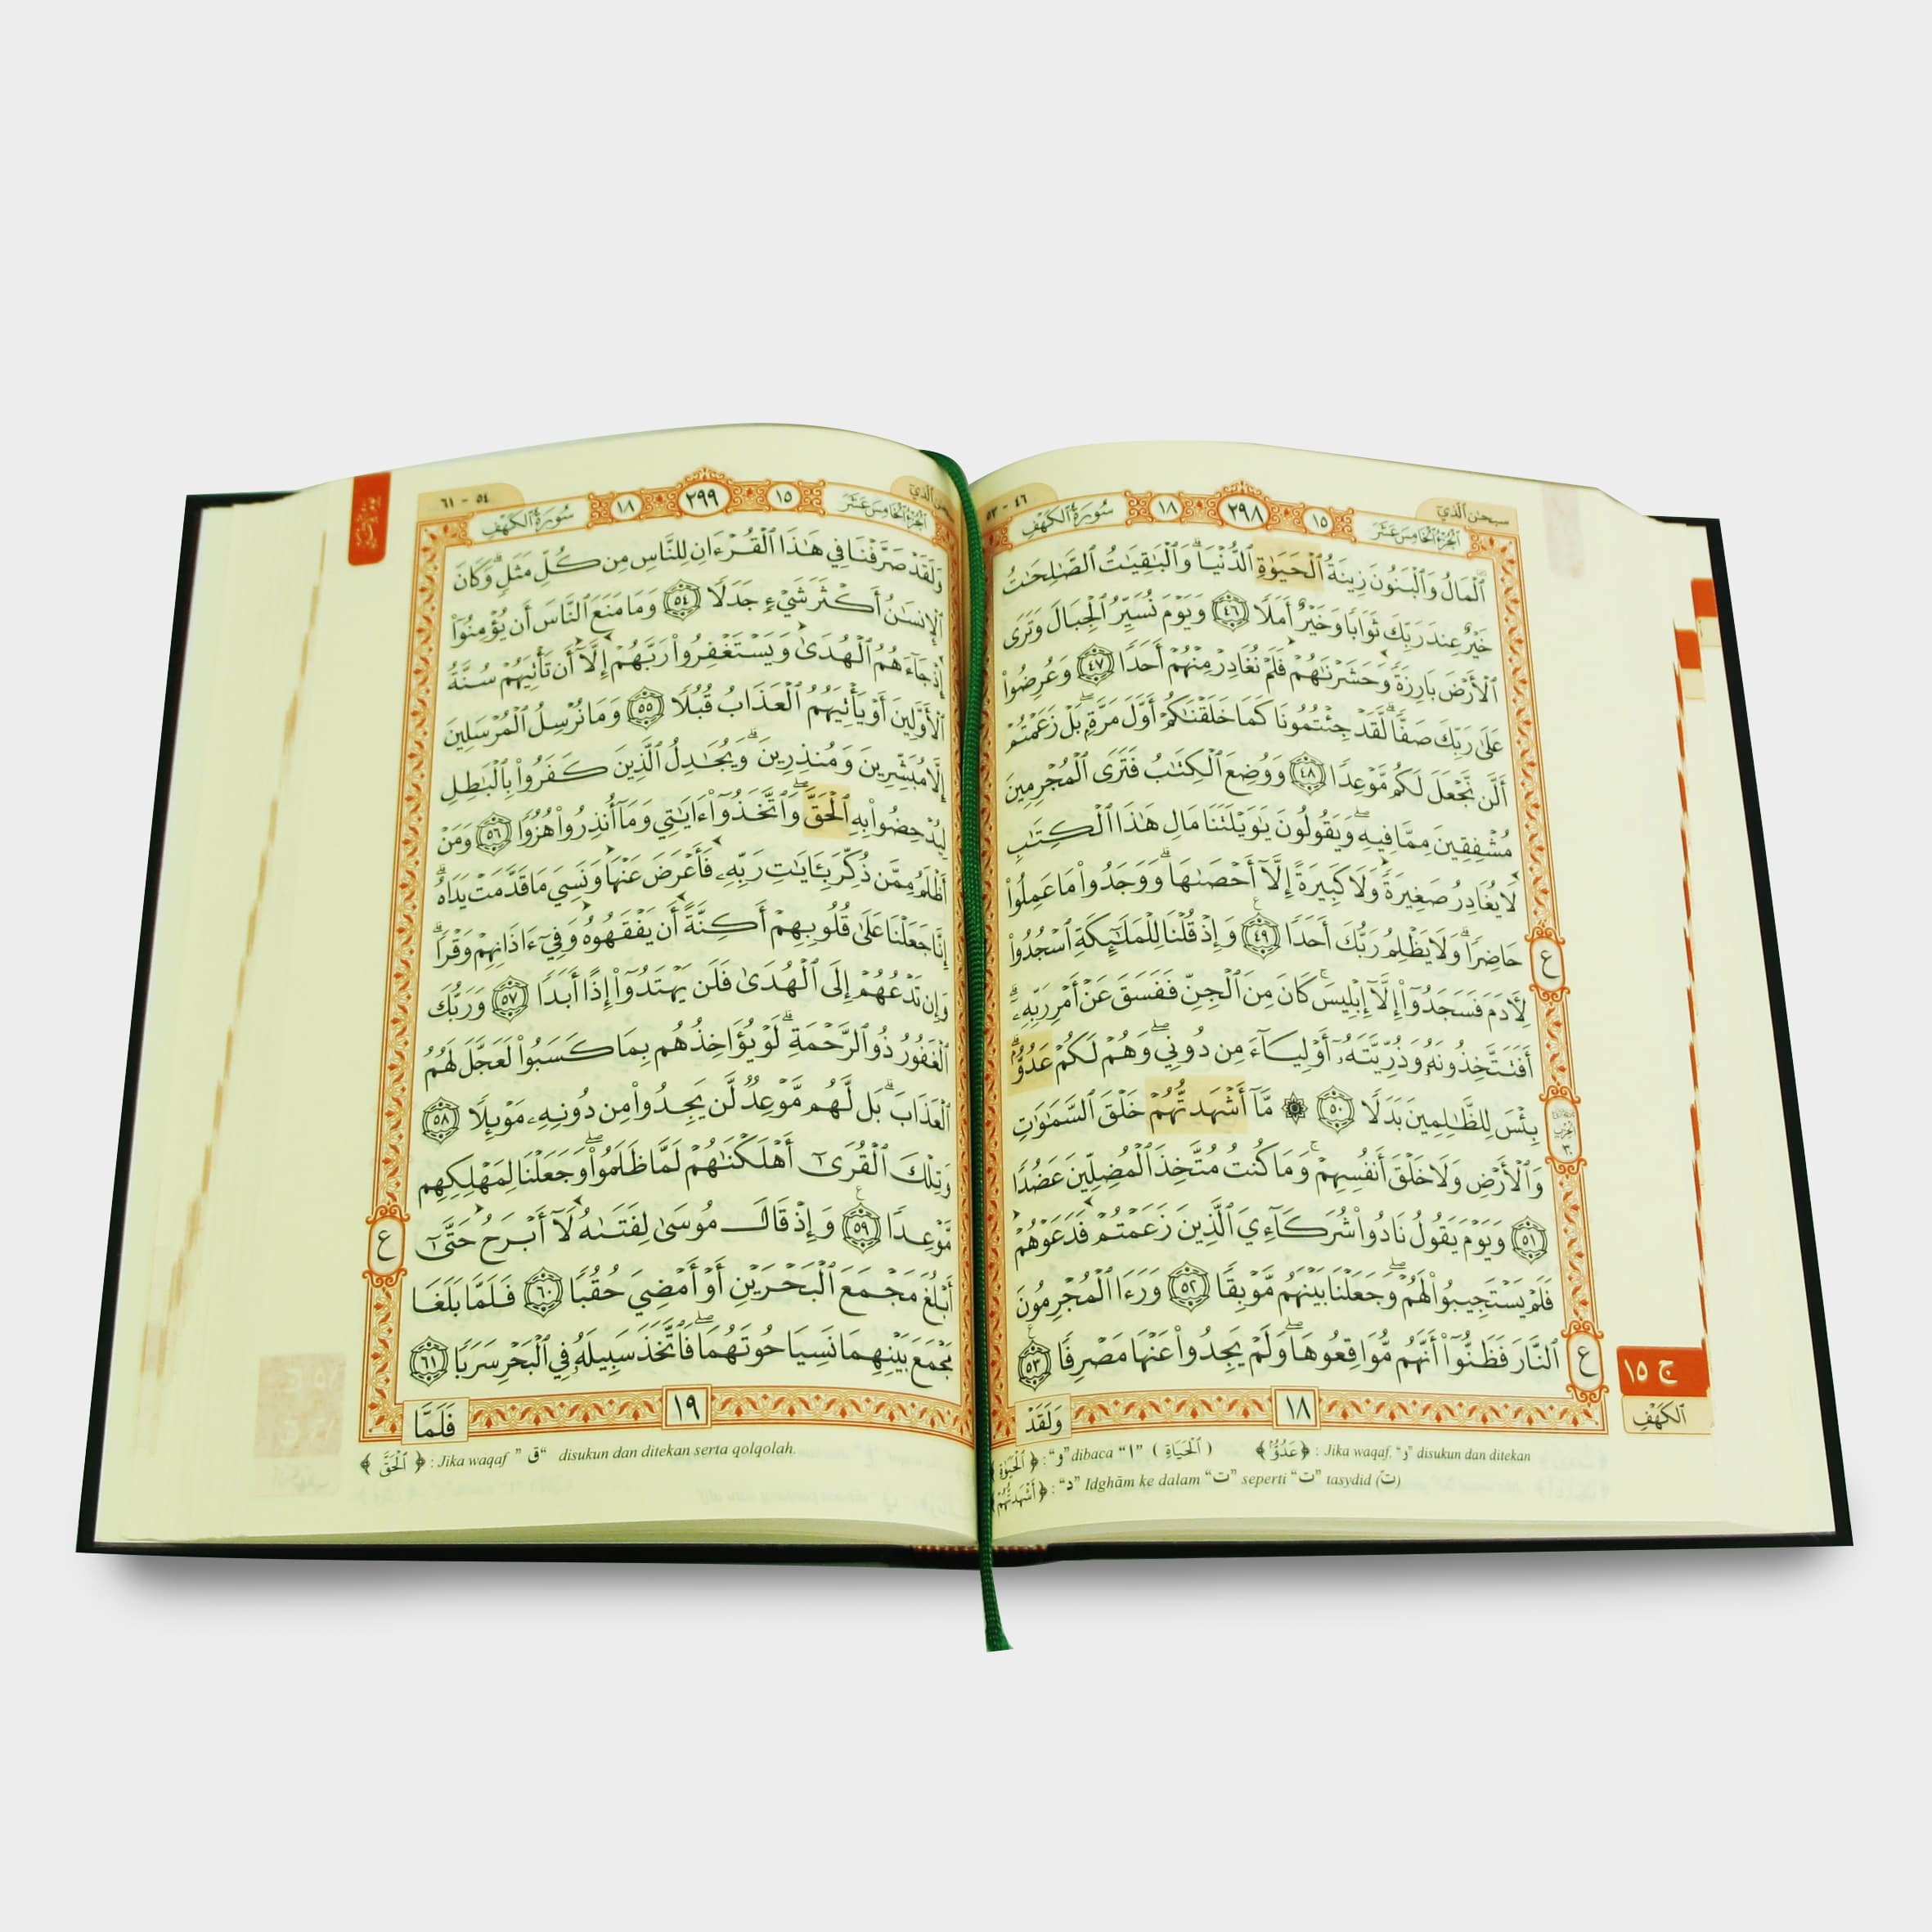 سبحن الذي
الجزء الخامس عشر
١٥
٢٩٨
١٨
سورة الكهف
٤٦ - ٥٣
ٱلْمَالُ وَٱلْبَنُونَ زِينَةُ ٱلْحَيَوٰةِ ٱلدُّنْيَاۖ وَٱلْبَٰقِيَٰتُ ٱلصَّٰلِحَٰتُ
خَيْرٌ عِندَ رَبِّكَ ثَوَابًا وَخَيْرٌ أَمَلًا ٤٦ وَيَوْمَ نُسَيِّرُ ٱلْجِبَالَ وَتَرَى
ٱلْأَرْضَ بَارِزَةً وَحَشَرْنَٰهُمْ فَلَمْ نُغَادِرْ مِنْهُمْ أَحَدًا ٤٧ وَعُرِضُوا۟
عَلَىٰ رَبِّكَ صَفًّا لَّقَدْ جِئْتُمُونَا كَمَا خَلَقْنَٰكُمْ أَوَّلَ مَرَّةٍۭ بَلْ زَعَمْتُمْ
أَلَّن نَّجْعَلَ لَكُم مَّوْعِدًا ٤٨ وَوُضِعَ ٱلْكِتَٰبُ فَتَرَى ٱلْمُجْرِمِينَ
مُشْفِقِينَ مِمَّا فِيهِ وَيَقُولُونَ يَٰوَيْلَتَنَا مَالِ هَٰذَا ٱلْكِتَٰبِ
لَا يُغَادِرُ صَغِيرَةً وَلَا كَبِيرَةً إِلَّآ أَحْصَىٰهَاۚ وَوَجَدُوا۟ مَا عَمِلُوا۟
حَاضِرًاۗ وَلَا يَظْلِمُ رَبُّكَ أَحَدًا ٤٩ وَإِذْ قُلْنَا لِلْمَلَٰٓئِكَةِ ٱسْجُدُوا۟
لِـَٔادَمَ فَسَجَدُوٓا۟ إِلَّآ إِبْلِيسَ كَانَ مِنَ ٱلْجِنِّ فَفَسَقَ عَنْ أَمْرِ رَبِّهِۦٓۗ
أَفَتَتَّخِذُونَهُۥ وَذُرِّيَّتَهُۥٓ أَوْلِيَآءَ مِن دُونِي وَهُمْ لَكُمْ عَدُوٌّۢ
بِئْسَ لِلظَّٰلِمِينَ بَدَلًا ٥٠ ۞ مَّآ أَشْهَدتُّهُمْ خَلْقَ ٱلسَّمَٰوَٰتِ
وَٱلْأَرْضِ وَلَا خَلْقَ أَنفُسِهِمْ وَمَا كُنتُ مُتَّخِذَ ٱلْمُضِلِّينَ عَضُدًا
٥١ وَيَوْمَ يَقُولُ نَادُوا۟ شُرَكَآءِيَ ٱلَّذِينَ زَعَمْتُمْ فَدَعَوْهُمْ
فَلَمْ يَسْتَجِيبُوا۟ لَهُمْ وَجَعَلْنَا بَيْنَهُم مَّوْبِقًا ٥٢ وَرَءَا ٱلْمُجْرِمُونَ
ٱلنَّارَ فَظَنُّوٓا۟ أَنَّهُم مُّوَاقِعُوهَا وَلَمْ يَجِدُوا۟ عَنْهَا مَصْرِفًا ٥٣
ع
الحزب
٣٠
ع
ج ١٥
الكهف
١٨
وَلَقَدْ
﴿ ٱلْحَيَوٰةِ ﴾ : “و” dibaca “ا” ( ٱلْحَيَاةِ ) ﴿ عَدُوٌّ ﴾ : Jika waqaf, “و” disukun dan ditekan
﴿ أَشْهَدتُّهُمْ ﴾ : “د” Idghām ke dalam “ت” seperti “ت” tasydid (تّ)
سبحن الذي
الجزء الخامس عشر
١٥
٢٩٩
١٨
سورة الكهف
٥٤ - ٦١
وَلَقَدْ صَرَّفْنَا فِي هَٰذَا ٱلْقُرْءَانِ لِلنَّاسِ مِن كُلِّ مَثَلٍۚ وَكَانَ
ٱلْإِنسَٰنُ أَكْثَرَ شَيْءٍ جَدَلًا ٥٤ وَمَا مَنَعَ ٱلنَّاسَ أَن يُؤْمِنُوٓا۟
إِذْ جَآءَهُمُ ٱلْهُدَىٰ وَيَسْتَغْفِرُوا۟ رَبَّهُمْ إِلَّآ أَن تَأْتِيَهُمْ سُنَّةُ
ٱلْأَوَّلِينَ أَوْ يَأْتِيَهُمُ ٱلْعَذَابُ قُبُلًا ٥٥ وَمَا نُرْسِلُ ٱلْمُرْسَلِينَ
إِلَّا مُبَشِّرِينَ وَمُنذِرِينَۚ وَيُجَٰدِلُ ٱلَّذِينَ كَفَرُوا۟ بِٱلْبَٰطِلِ
لِيُدْحِضُوا۟ بِهِ ٱلْحَقَّ وَٱتَّخَذُوٓا۟ ءَايَٰتِي وَمَآ أُنذِرُوا۟ هُزُوًا ٥٦ وَمَنْ
أَظْلَمُ مِمَّن ذُكِّرَ بِـَٔايَٰتِ رَبِّهِۦ فَأَعْرَضَ عَنْهَا وَنَسِيَ مَا قَدَّمَتْ يَدَاهُۚ
إِنَّا جَعَلْنَا عَلَىٰ قُلُوبِهِمْ أَكِنَّةً أَن يَفْقَهُوهُ وَفِيٓ ءَاذَانِهِمْ وَقْرًاۗ
وَإِن تَدْعُهُمْ إِلَى ٱلْهُدَىٰ فَلَن يَهْتَدُوٓا۟ إِذًا أَبَدًا ٥٧ وَرَبُّكَ
ٱلْغَفُورُ ذُو ٱلرَّحْمَةِۗ لَوْ يُؤَاخِذُهُم بِمَا كَسَبُوا۟ لَعَجَّلَ لَهُمُ
ٱلْعَذَابَۚ بَل لَّهُم مَّوْعِدٌ لَّن يَجِدُوا۟ مِن دُونِهِۦ مَوْئِلًا ٥٨
وَتِلْكَ ٱلْقُرَىٰٓ أَهْلَكْنَٰهُمْ لَمَّا ظَلَمُوا۟ وَجَعَلْنَا لِمَهْلِكِهِم
مَّوْعِدًا ٥٩ وَإِذْ قَالَ مُوسَىٰ لِفَتَىٰهُ لَآ أَبْرَحُ حَتَّىٰٓ
أَبْلُغَ مَجْمَعَ ٱلْبَحْرَيْنِ أَوْ أَمْضِيَ حُقُبًا ٦٠ فَلَمَّا بَلَغَا
مَجْمَعَ بَيْنِهِمَا نَسِيَا حُوتَهُمَا فَٱتَّخَذَ سَبِيلَهُۥ فِي ٱلْبَحْرِ سَرَبًا ٦١
ع
١٩
فَلَمَّا
﴿ ٱلْحَقَّ ﴾ : Jika waqaf “ق” disukun dan ditekan serta qolqolah.